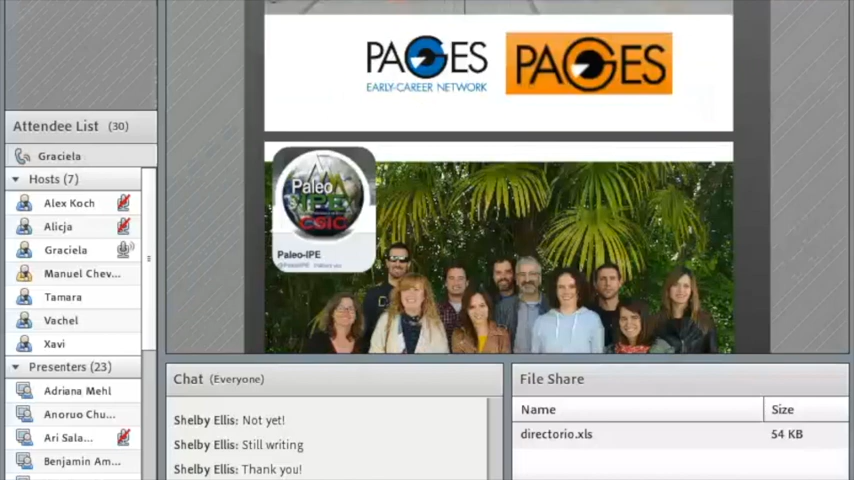 PAGES
EARLY-CAREER NETWORK
PAGES
Paleo
IPE
CSIC
Paleo-IPE
Attendee List (30)
Graciela
Hosts (7)
Alex Koch
Alicja
Graciela
Manuel Chev...
Tamara
Vachel
Xavi
Presenters (23)
Adriana Mehl
Anoruo Chu...
Ari Sala...
Benjamin Am...
Chat (Everyone)
Shelby Ellis: Not yet!
Shelby Ellis: Still writing
Shelby Ellis: Thank you!
File Share
Name Size
directorio.xls 54 KB